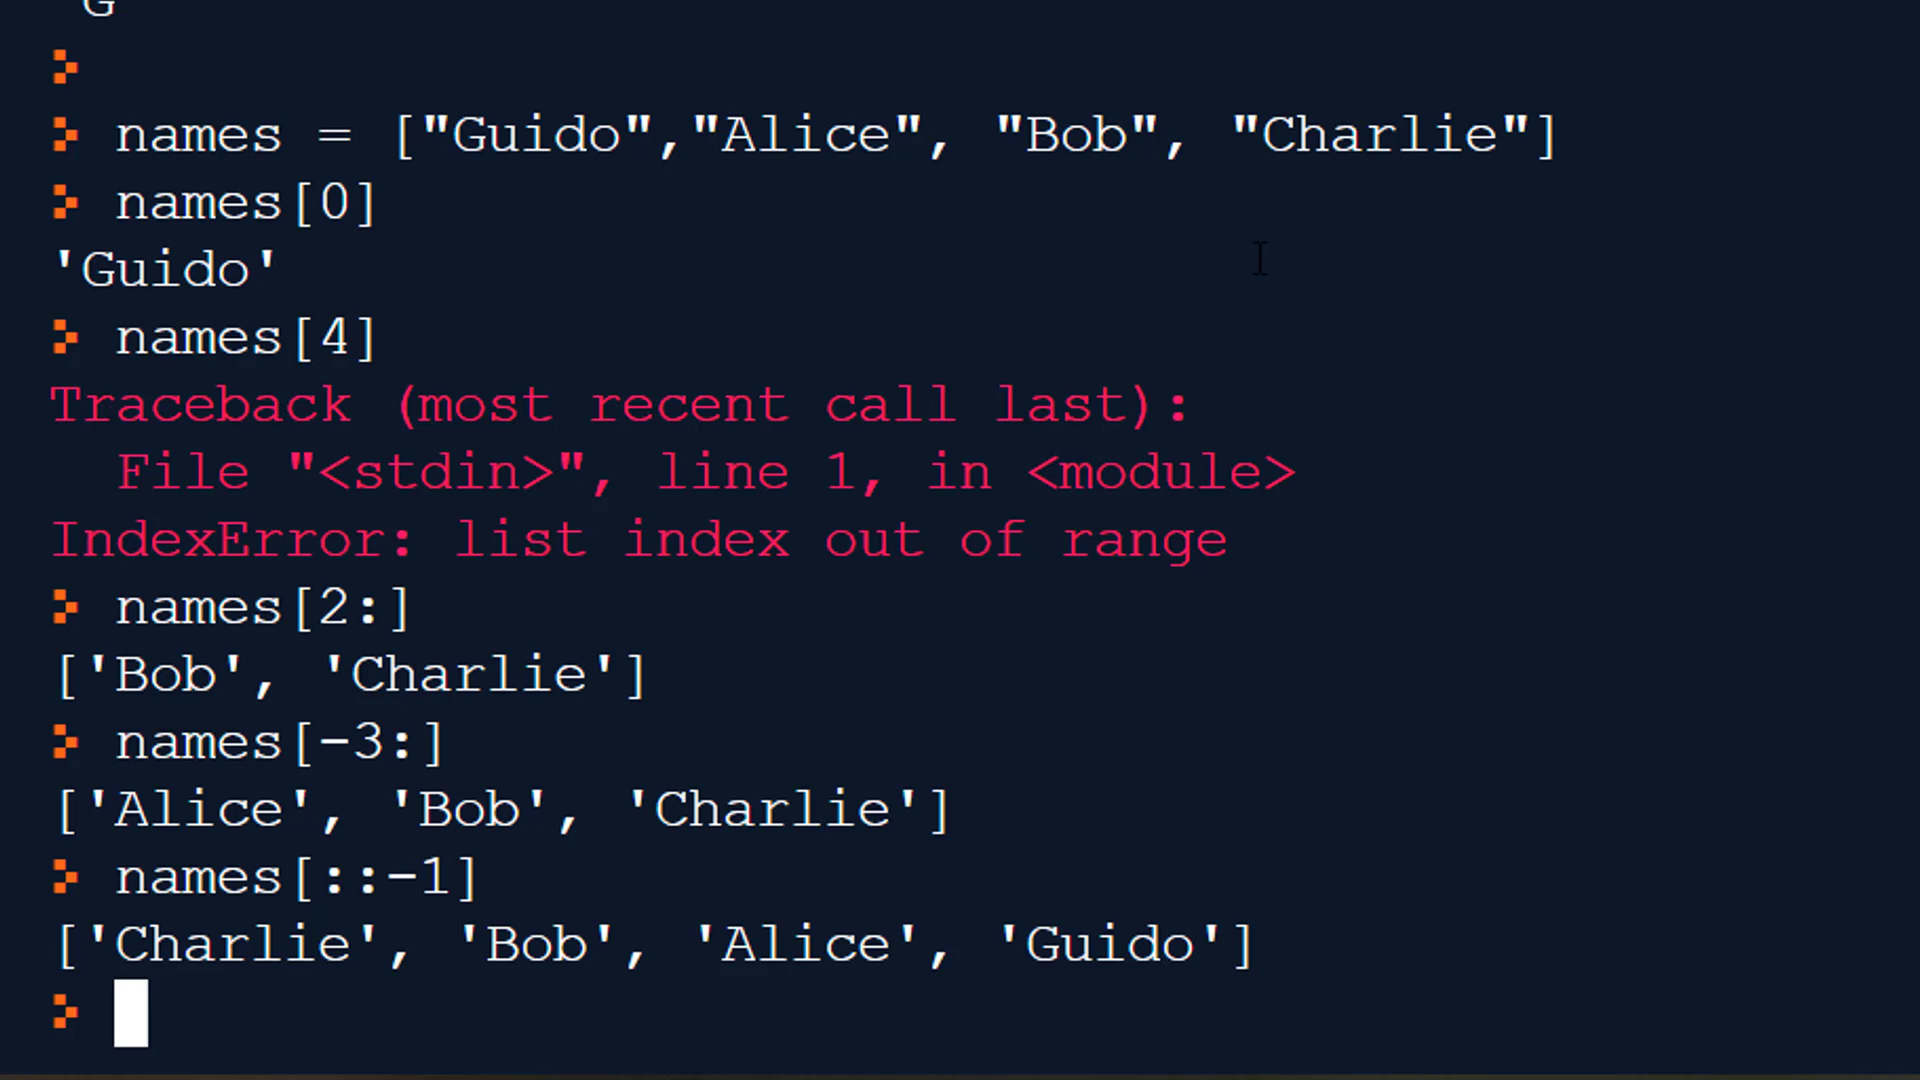 G
names = ["Guido","Alice", "Bob", "Charlie"]
names[0]
'Guido'
names[4]
Traceback (most recent call last):
  File "<stdin>", line 1, in <module>
IndexError: list index out of range
names[2:]
['Bob', 'Charlie']
names[-3:]
['Alice', 'Bob', 'Charlie']
names[::-1]
['Charlie', 'Bob', 'Alice', 'Guido']